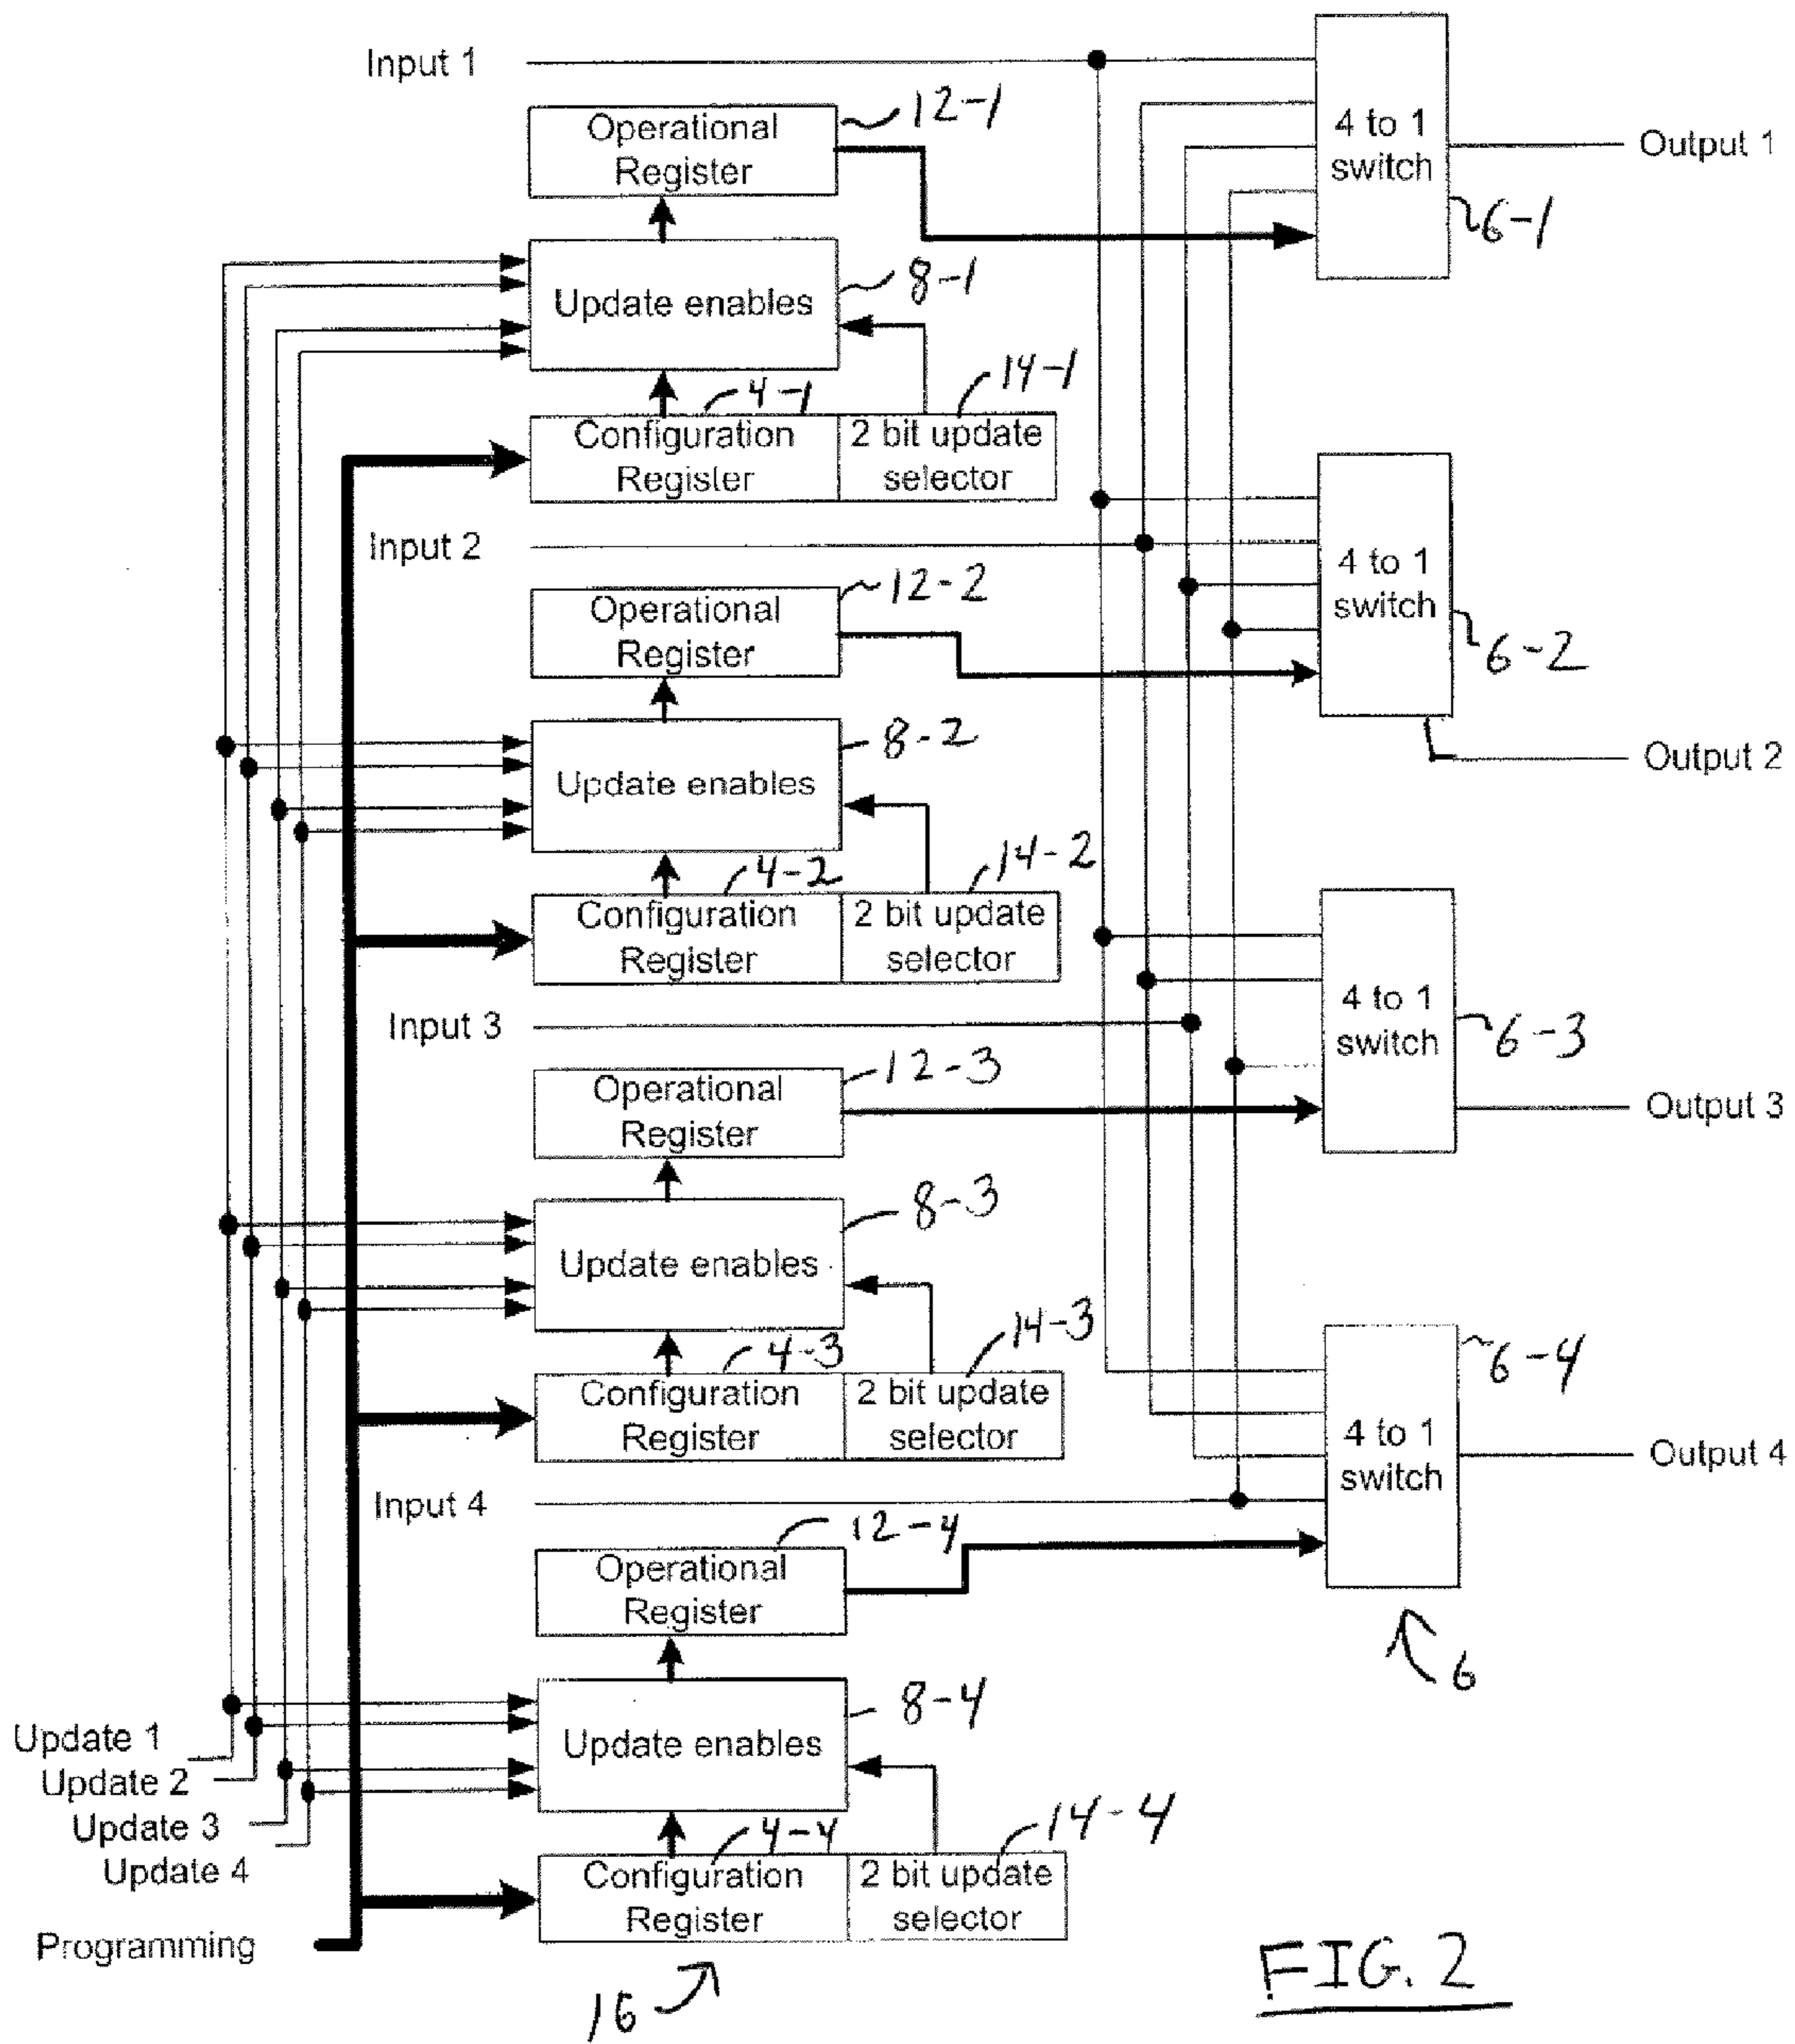 Input 1
Operational
Register
12-1
4 to 1
switch
Output 1
6-1
Update enables
8-1
4-1
14-1
Configuration
Register
2 bit update
selector
Input 2
12-2
Operational
Register
4 to 1
switch
6-2
Output 2
Update enables
8-2
4-2
14-2
Configuration
Register
2 bit update
selector
Input 3
12-3
Operational
Register
4 to 1
switch
6-3
Output 3
Update enables
8-3
4-3
14-3
Configuration
Register
2 bit update
selector
Input 4
12-4
Operational
Register
6-4
4 to 1
switch
Output 4
6
Update enables
8-4
Update 1
Update 2
Update 3
Update 4
4-4
14-4
Configuration
Register
2 bit update
selector
Programming
16
FIG. 2